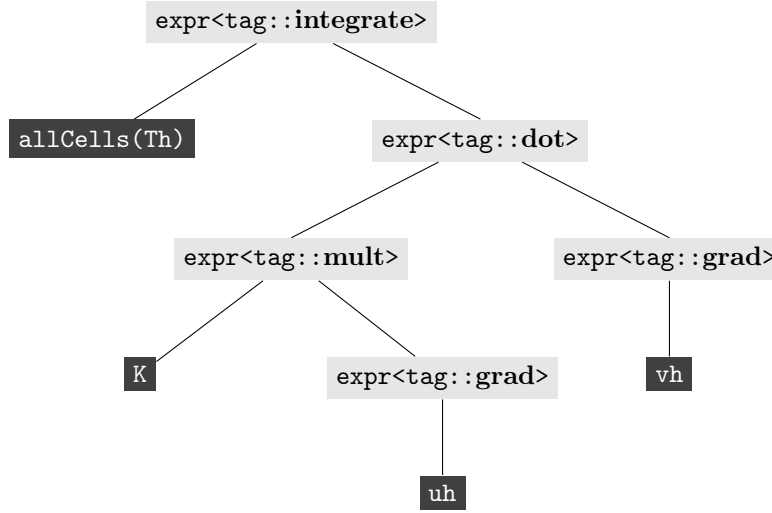 expr<tag::integrate>
allCells(Th)
expr<tag::dot>
expr<tag::mult>
expr<tag::grad>
K
expr<tag::grad>
vh
uh